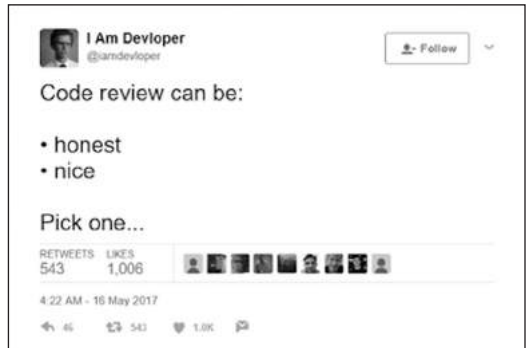 I Am Devloper
@iamdevloper
Follow
Code review can be:
• honest
• nice
Pick one...
RETWEETS LIKES
543 1,006
4:22 AM - 16 May 2017
46 543 1.0K